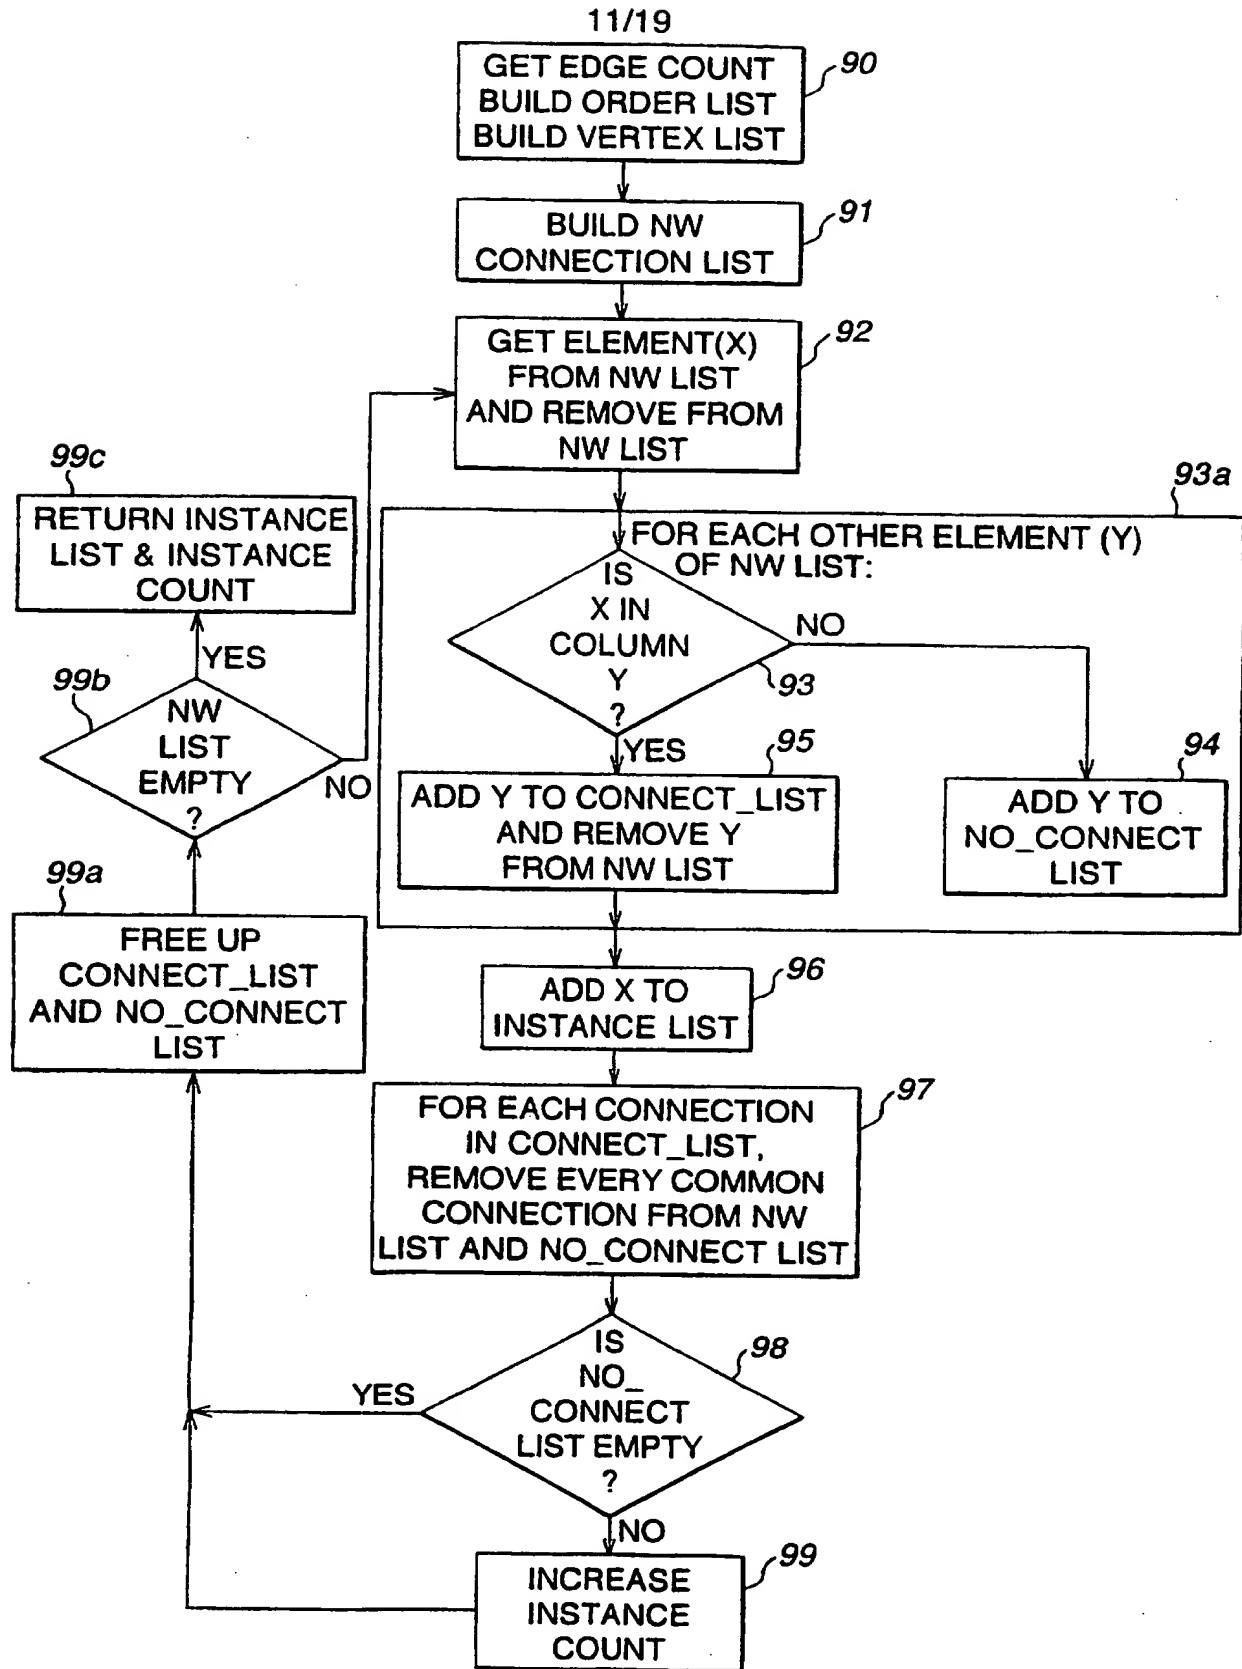 11/19
GET EDGE COUNT
BUILD ORDER LIST
BUILD VERTEX LIST
90
BUILD NW
CONNECTION LIST
91
GET ELEMENT(X)
FROM NW LIST
AND REMOVE FROM
NW LIST
92
93a
FOR EACH OTHER ELEMENT (Y)
OF NW LIST:
IS
X IN
COLUMN
Y
?
93
NO
YES
95
ADD Y TO CONNECT_LIST
AND REMOVE Y
FROM NW LIST
94
ADD Y TO
NO_CONNECT
LIST
96
ADD X TO
INSTANCE LIST
97
FOR EACH CONNECTION
IN CONNECT_LIST,
REMOVE EVERY COMMON
CONNECTION FROM NW
LIST AND NO_CONNECT LIST
98
IS
NO_
CONNECT
LIST EMPTY
?
YES
NO
99
INCREASE
INSTANCE
COUNT
99a
FREE UP
CONNECT_LIST
AND NO_CONNECT
LIST
99b
NW
LIST
EMPTY
?
NO
YES
99c
RETURN INSTANCE
LIST & INSTANCE
COUNT